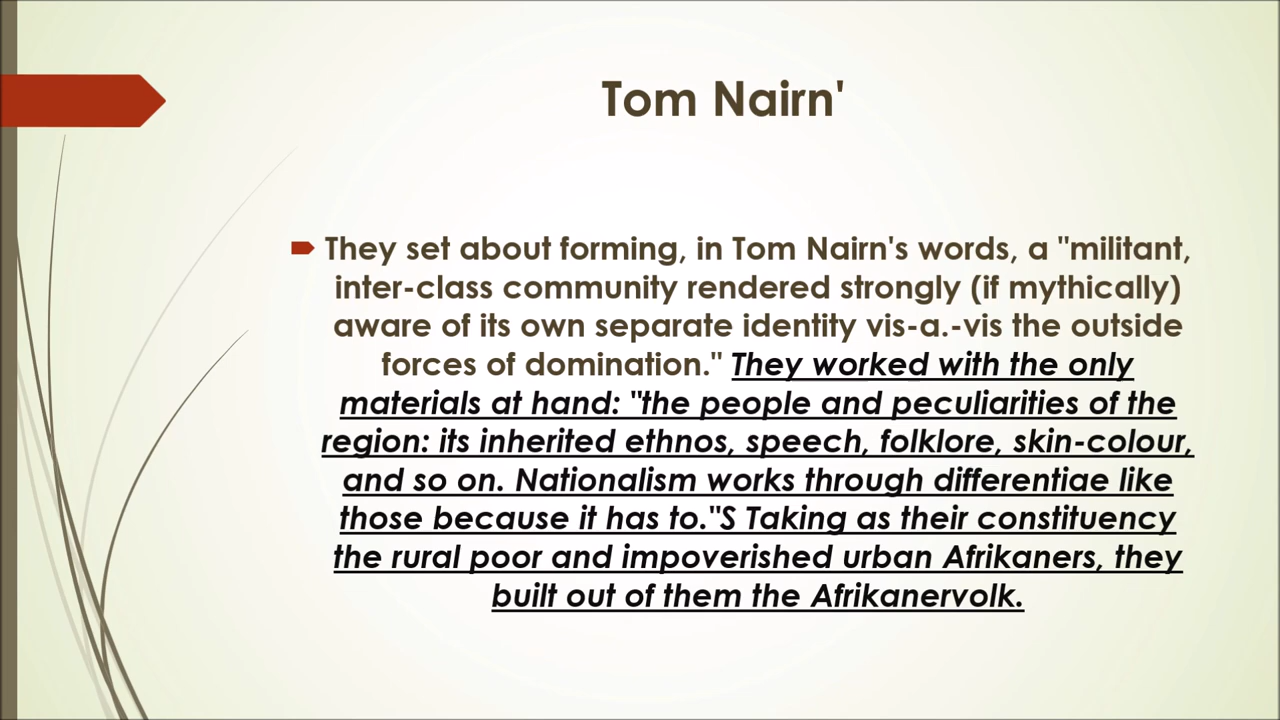 Tom Nairn'
They set about forming, in Tom Nairn's words, a "militant,
inter-class community rendered strongly (if mythically)
aware of its own separate identity vis-a.-vis the outside
forces of domination." They worked with the only
materials at hand: "the people and peculiarities of the
region: its inherited ethnos, speech, folklore, skin-colour,
and so on. Nationalism works through differentiae like
those because it has to."S Taking as their constituency
the rural poor and impoverished urban Afrikaners, they
built out of them the Afrikanervolk.